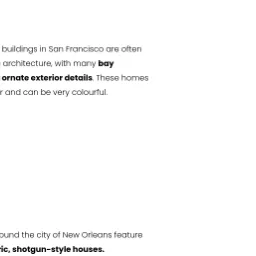 buildings in San Francisco are often
architecture, with many bay
ornate exterior details. These homes
and can be very colourful.
ound the city of New Orleans feature
ic, shotgun-style houses.